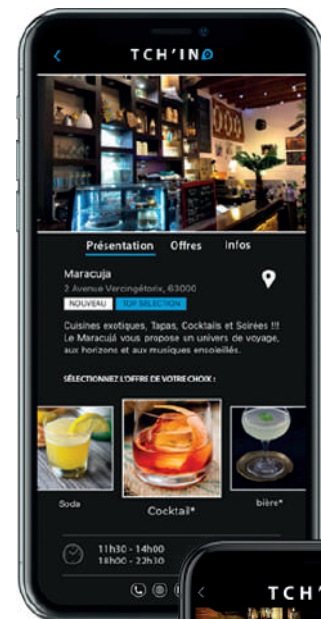 TCH'IN
Présentation Offres Infos
Maracuja
2 Avenue Vercingétorix, 63000
NOUVEAU TOP SÉLECTION
Cuisines exotiques, Tapas, Cocktails et Soirées !!!
Le Maracujá vous propose un univers de voyage,
aux horizons et aux musiques ensoleillés.
SÉLECTIONNEZ L'OFFRE DE VOTRE CHOIX :
Soda Cocktail* bière*
11h30 - 14h00
18h00 - 22h30
TCH'